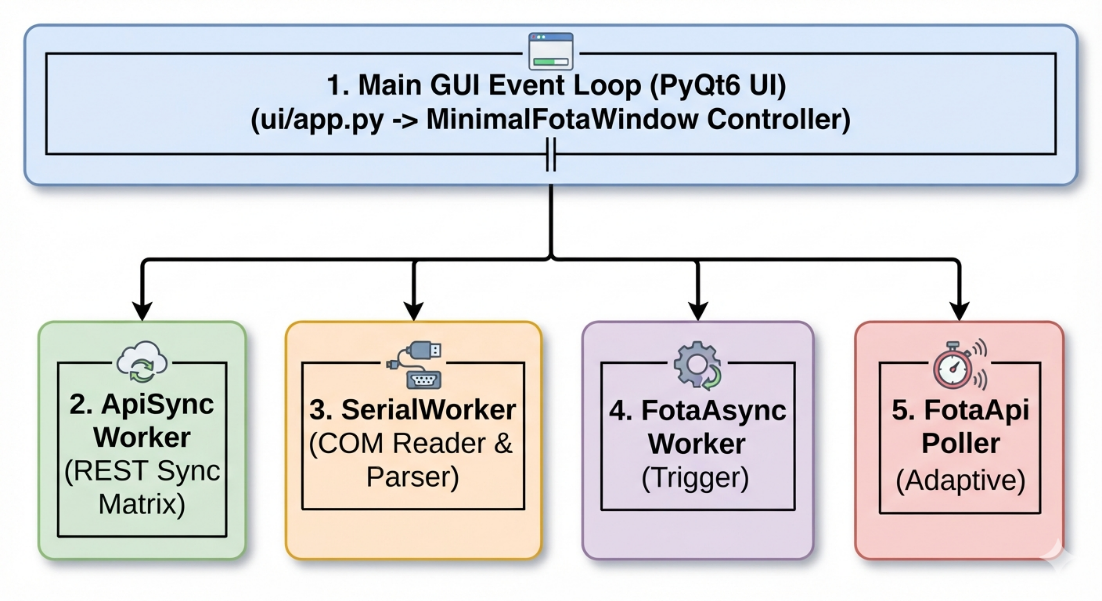 1. Main GUI Event Loop (PyQt6 UI)
(ui/app.py -> MinimalFotaWindow Controller)
2. ApiSync
Worker
(REST Sync
Matrix)
3. SerialWorker
(COM Reader &
Parser)
4. FotaAsync
Worker
(Trigger)
5. FotaApi
Poller
(Adaptive)